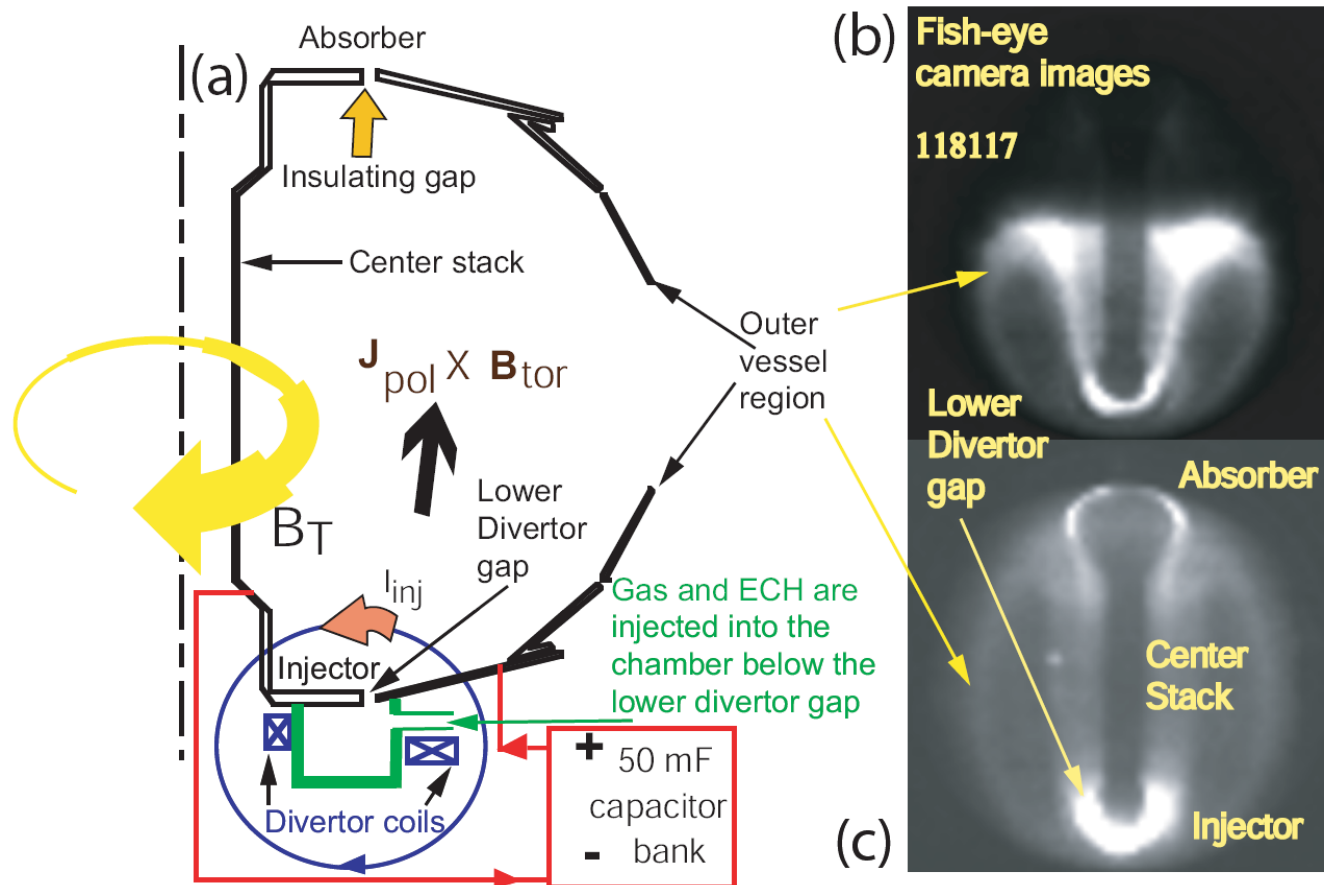 (a)
Absorber
Insulating gap
Center stack
J pol X B tor
Outer
vessel
region
Lower
Divertor
gap
BT
Iinj
Injector
Gas and ECH are
injected into the
chamber below the
lower divertor gap
Divertor coils
+ 50 mF
capacitor
- bank
(b)
Fish-eye
camera images
118117
Lower
Divertor
gap
Absorber
Center
Stack
Injector
(c)